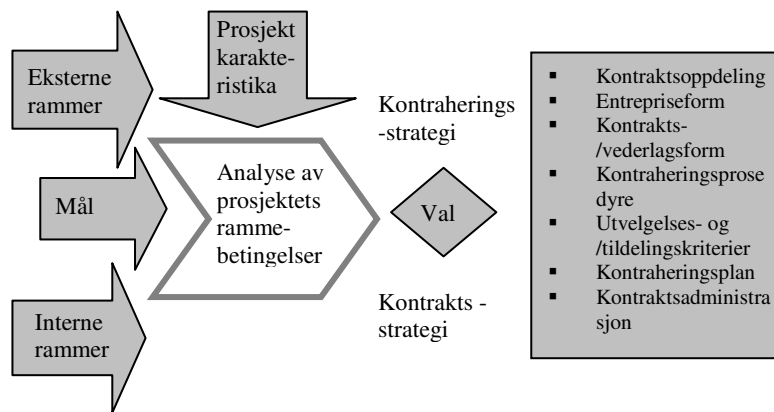 Eksterne
rammer
Prosjekt
karakte-
ristika
Mål
Interne
rammer
Analyse av
prosjektets
ramme-
betingelser
Kontraherings
-strategi
Val
Kontrakts -
strategi
▪ Kontraktsoppdeling
▪ Entrepriseform
▪ Kontrakts-
/vederlagsform
▪ Kontraheringsprose
dyre
▪ Utvelgelses- og
/tildelingskriterier
▪ Kontraheringsplan
▪ Kontraktsadministra
sjon